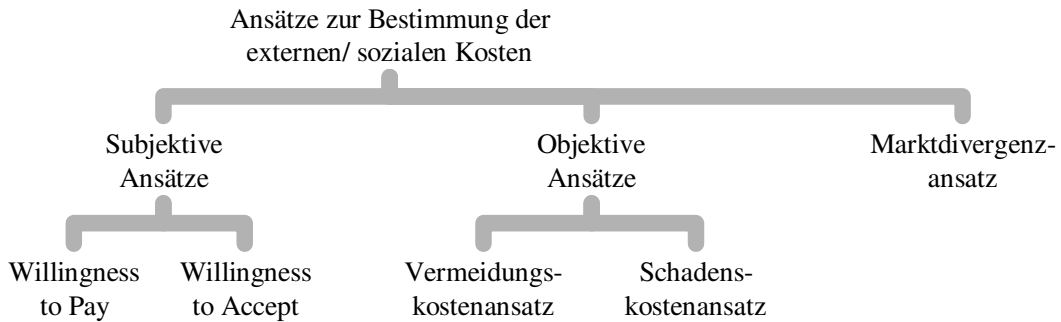 Ansätze zur Bestimmung der
externen/ sozialen Kosten
Subjektive
Ansätze
Objektive
Ansätze
Marktdivergenz-
ansatz
Willingness
to Pay
Willingness
to Accept
Vermeidungs-
kostenansatz
Schadens-
kostenansatz